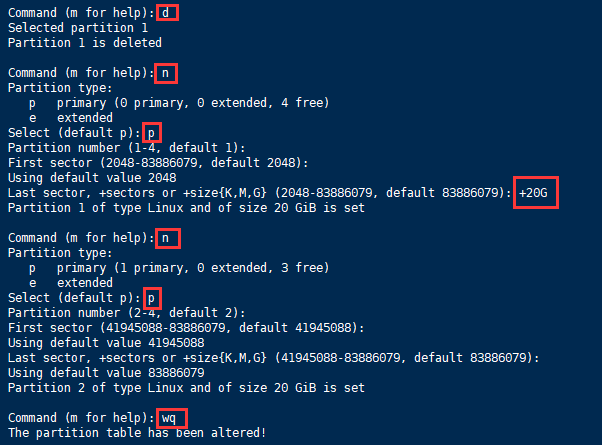 Command (m for help): d
Selected partition 1
Partition 1 is deleted
Command (m for help): n
Partition type:
p   primary (0 primary, 0 extended, 4 free)
e   extended
Select (default p): p
Partition number (1-4, default 1):
First sector (2048-83886079, default 2048):
Using default value 2048
Last sector, +sectors or +size{K,M,G} (2048-83886079, default 83886079): +20G
Partition 1 of type Linux and of size 20 GiB is set
Command (m for help): n
Partition type:
p   primary (1 primary, 0 extended, 3 free)
e   extended
Select (default p): p
Partition number (2-4, default 2):
First sector (41945088-83886079, default 41945088):
Using default value 41945088
Last sector, +sectors or +size{K,M,G} (41945088-83886079, default 83886079):
Using default value 83886079
Partition 2 of type Linux and of size 20 GiB is set
Command (m for help): wq
The partition table has been altered!